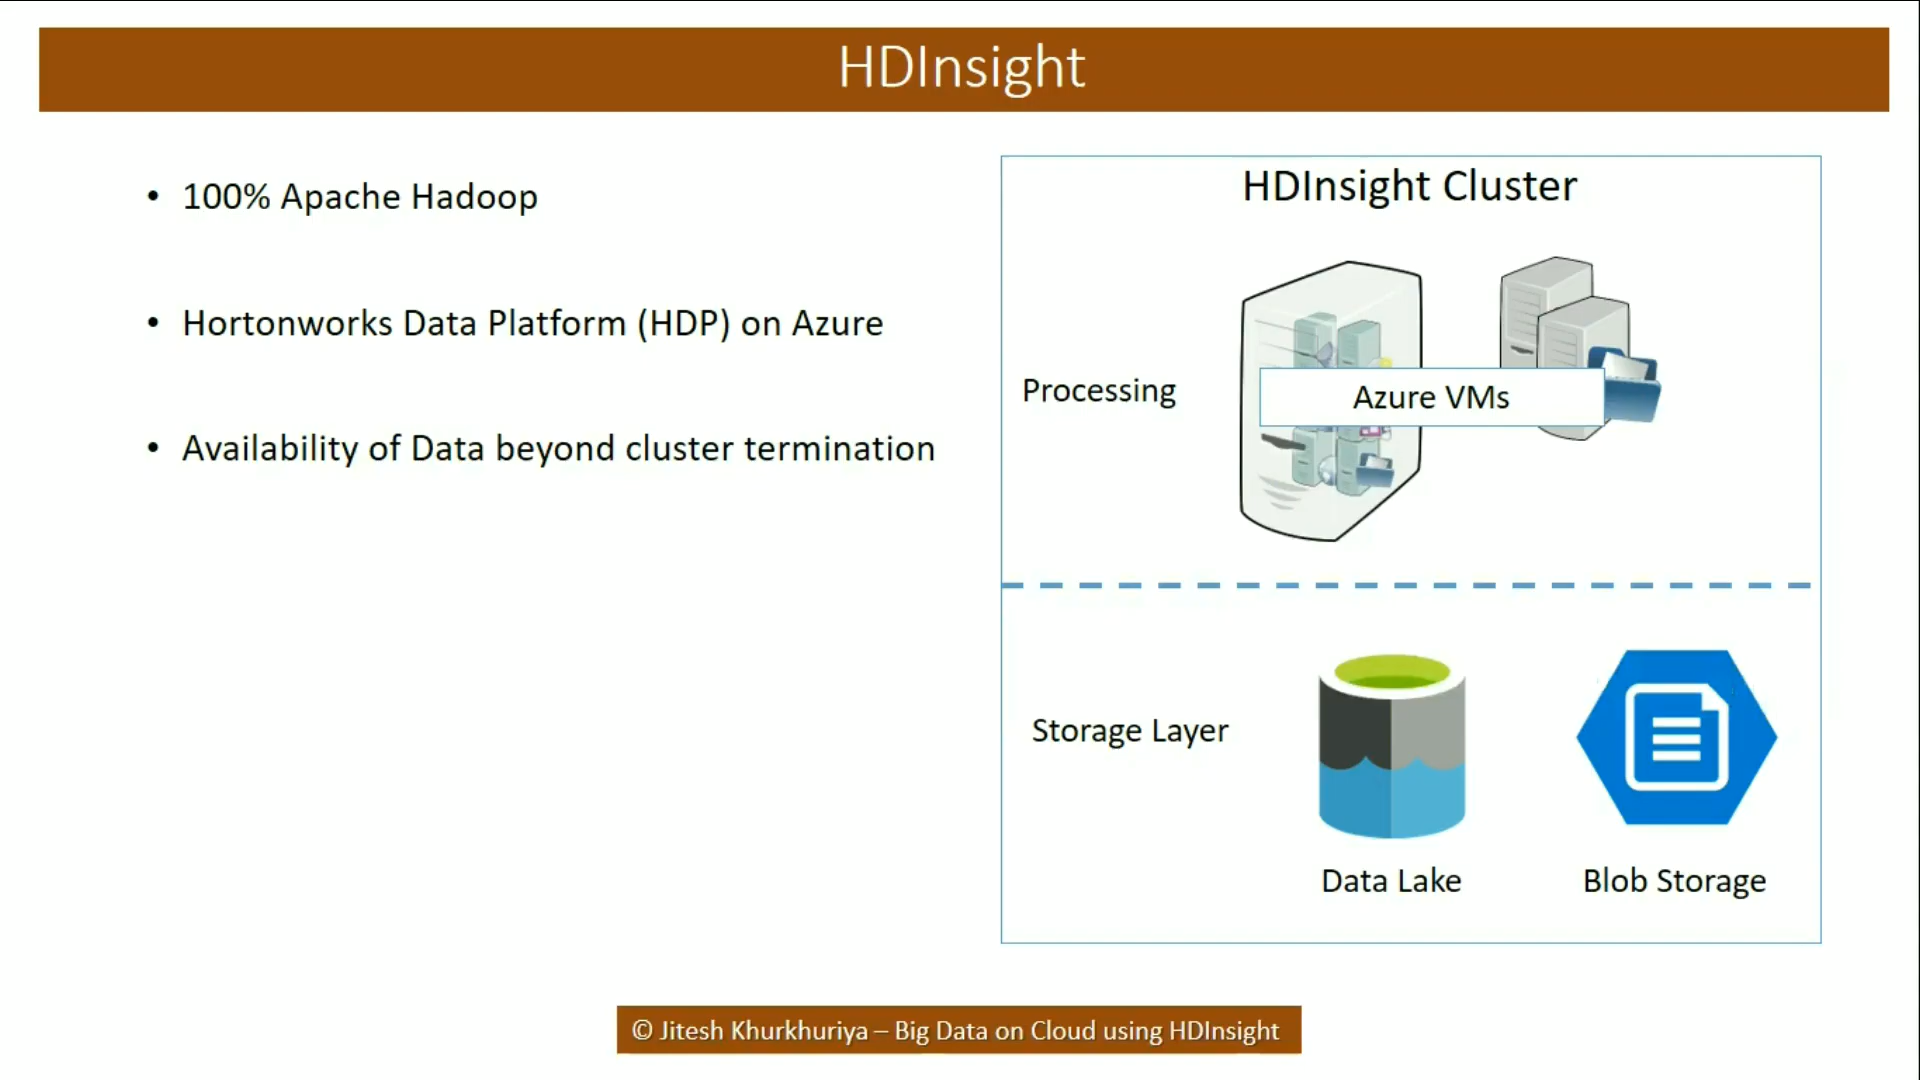 HDInsight
• 100% Apache Hadoop
• Hortonworks Data Platform (HDP) on Azure
• Availability of Data beyond cluster termination
HDInsight Cluster
Processing
Azure VMs
Storage Layer
Data Lake
Blob Storage
© Jitesh Khurkhuriya – Big Data on Cloud using HDInsight